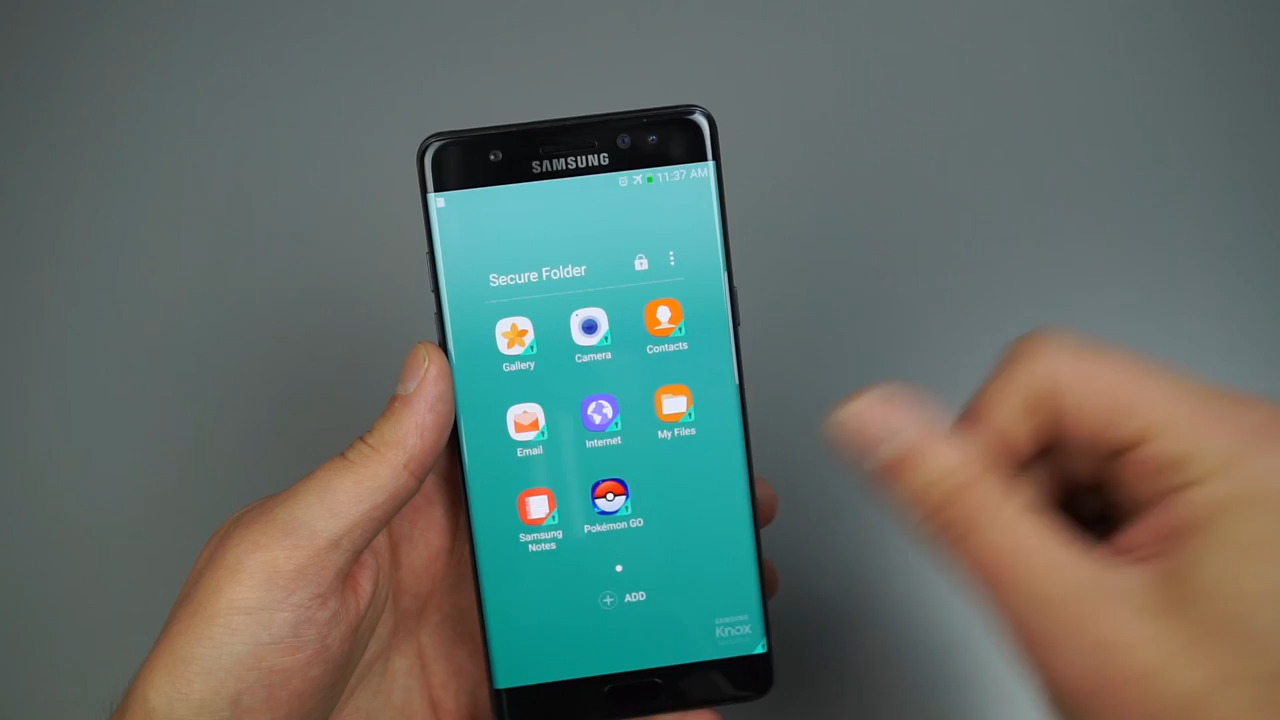 SAMSUNG
11:37 AM
Secure Folder
Gallery
Camera
Contacts
Email
Internet
My Files
Samsung
Notes
Pokémon GO
ADD
SAMSUNG
Knox